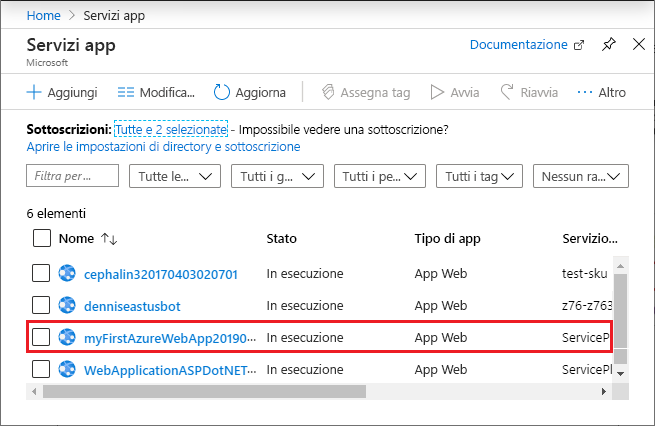 Home > Servizi app
Servizi app
Microsoft
Documentazione
Aggiungi Modifica... Aggiorna Assegna tag Avvia Riavvia ... Altro
Sottoscrizioni: Tutte e 2 selezionate - Impossibile vedere una sottoscrizione?
Aprire le impostazioni di directory e sottoscrizione
Filtra per ... Tutte le... Tutti i g... Tutti i pe... Tutti i tag Nessun ra...
6 elementi
Nome Stato Tipo di app Servizio...
cephalin320170403020701 In esecuzione App Web test-sku
denniseastusbot In esecuzione App Web z76-z763
myFirstAzureWebApp20190... In esecuzione App Web ServiceP
WebApplicationASPDotNET... In esecuzione App Web ServicePl